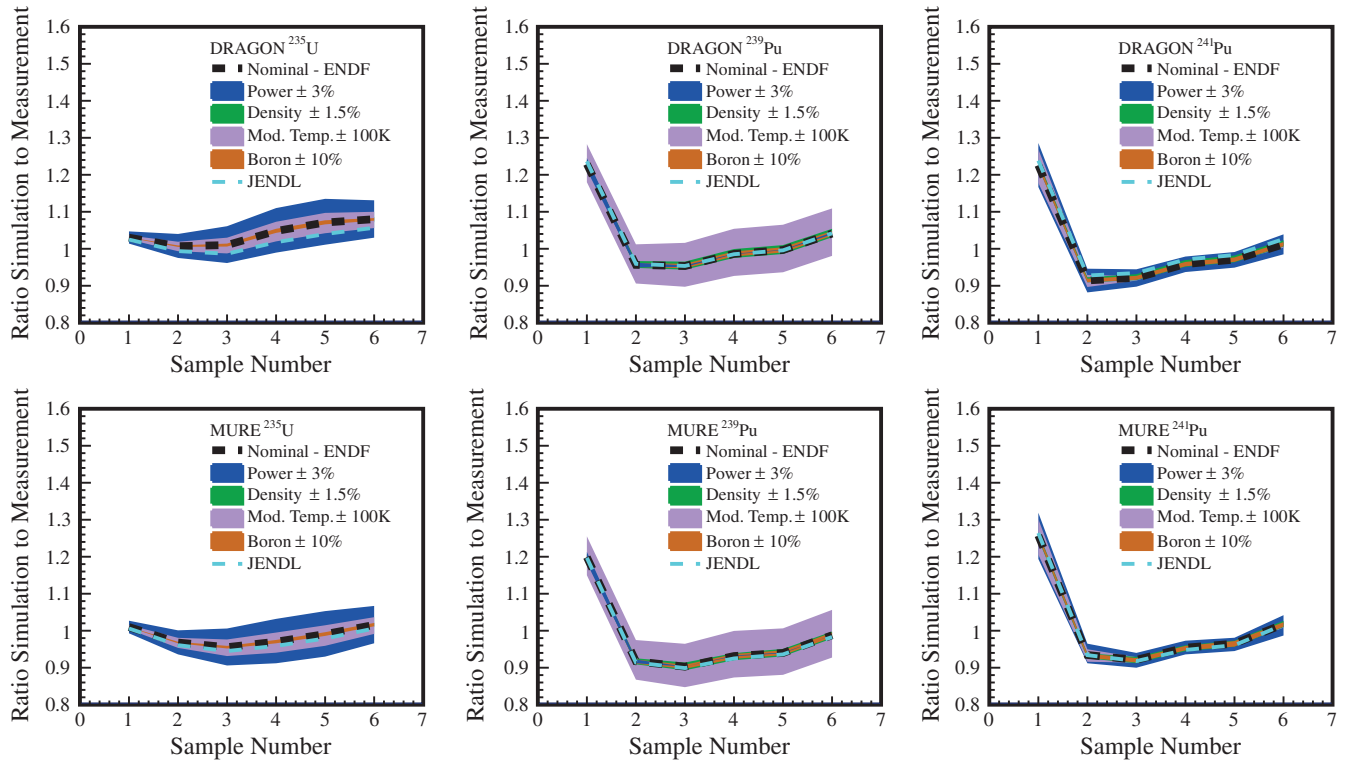 Ratio Simulation to Measurement
1.6
1.5
1.4
1.3
1.2
1.1
1
0.9
0.8
DRAGON ²³⁵U
Nominal - ENDF
Power ± 3%
Density ± 1.5%
Mod. Temp. ± 100K
Boron ± 10%
JENDL
0 1 2 3 4 5 6 7
Sample Number
Ratio Simulation to Measurement
1.6
1.5
1.4
1.3
1.2
1.1
1
0.9
0.8
DRAGON ²³⁹Pu
Nominal - ENDF
Power ± 3%
Density ± 1.5%
Mod. Temp. ± 100K
Boron ± 10%
JENDL
0 1 2 3 4 5 6 7
Sample Number
Ratio Simulation to Measurement
1.6
1.5
1.4
1.3
1.2
1.1
1
0.9
0.8
DRAGON ²⁴¹Pu
Nominal - ENDF
Power ± 3%
Density ± 1.5%
Mod. Temp. ± 100K
Boron ± 10%
JENDL
0 1 2 3 4 5 6 7
Sample Number
Ratio Simulation to Measurement
1.6
1.5
1.4
1.3
1.2
1.1
1
0.9
0.8
MURE ²³⁵U
Nominal - ENDF
Power ± 3%
Density ± 1.5%
Mod. Temp. ± 100K
Boron ± 10%
JENDL
0 1 2 3 4 5 6 7
Sample Number
Ratio Simulation to Measurement
1.6
1.5
1.4
1.3
1.2
1.1
1
0.9
0.8
MURE ²³⁹Pu
Nominal - ENDF
Power ± 3%
Density ± 1.5%
Mod. Temp. ± 100K
Boron ± 10%
JENDL
0 1 2 3 4 5 6 7
Sample Number
Ratio Simulation to Measurement
1.6
1.5
1.4
1.3
1.2
1.1
1
0.9
0.8
MURE ²⁴¹Pu
Nominal - ENDF
Power ± 3%
Density ± 1.5%
Mod. Temp. ± 100K
Boron ± 10%
JENDL
0 1 2 3 4 5 6 7
Sample Number